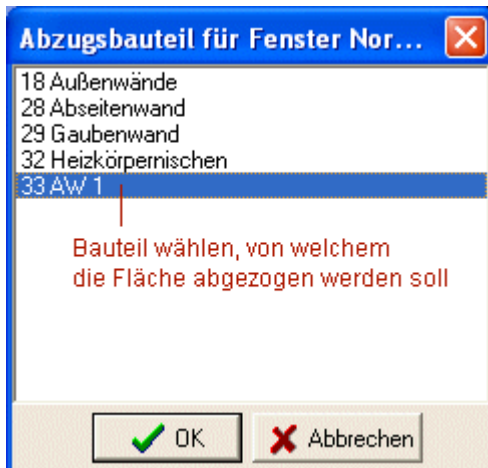 Abzugsbauteil für Fenster Nor...
18 Außenwände
28 Abseitenwand
29 Gaubenwand
32 Heizkörpernischen
33 AW 1
Bauteil wählen, von welchem
die Fläche abgezogen werden soll
OK Abbrechen